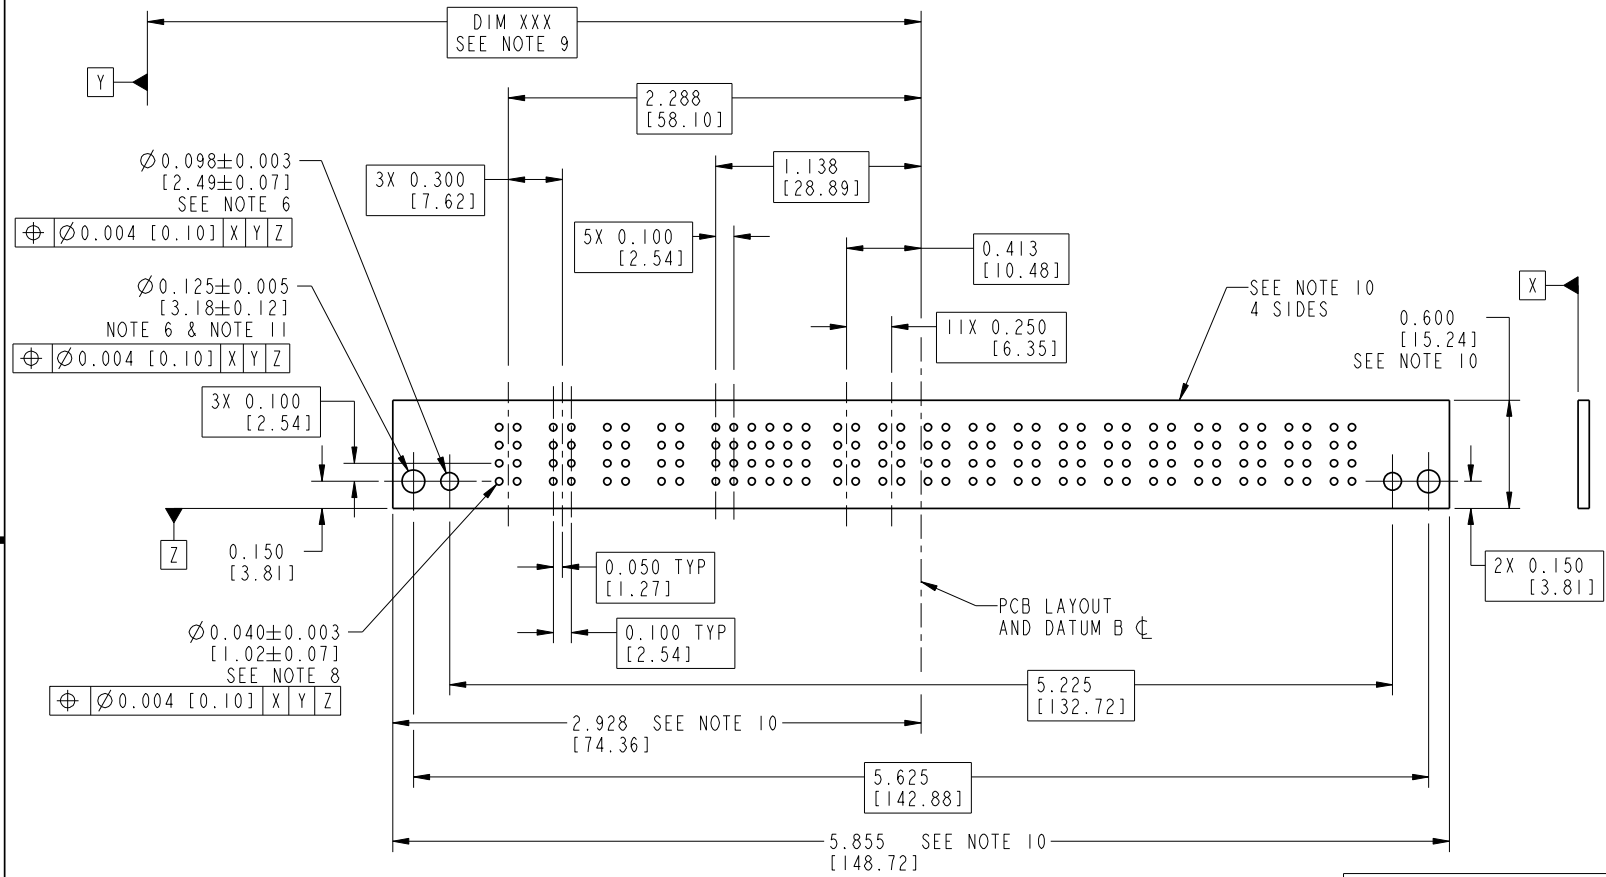 DIM XXX
SEE NOTE 9
Y
2.288
[58.10]
Ø0.098±0.003
[2.49±0.07]
SEE NOTE 6
⌖ Ø0.004 [0.10] X Y Z
3X 0.300
[7.62]
1.138
[28.89]
5X 0.100
[2.54]
0.413
[10.48]
Ø0.125±0.005
[3.18±0.12]
NOTE 6 & NOTE 11
⌖ Ø0.004 [0.10] X Y Z
11X 0.250
[6.35]
SEE NOTE 10
4 SIDES
X
0.600
[15.24]
SEE NOTE 10
3X 0.100
[2.54]
Z
0.150
[3.81]
0.050 TYP
[1.27]
2X 0.150
[3.81]
PCB LAYOUT
AND DATUM B ℄
0.100 TYP
[2.54]
Ø0.040±0.003
[1.02±0.07]
SEE NOTE 8
⌖ Ø0.004 [0.10] X Y Z
5.225
[132.72]
2.928 SEE NOTE 10
[74.36]
5.625
[142.88]
5.855 SEE NOTE 10
[148.72]